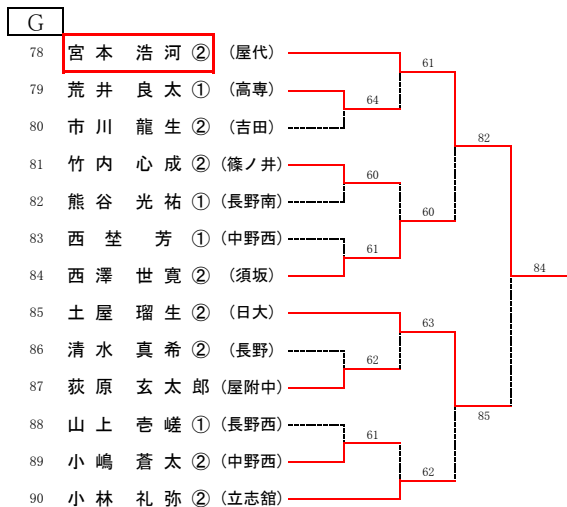 G
78 宮本 浩河② (屋代)
79 荒井 良太① (高専)
80 市川 龍生② (吉田)
81 竹内 心成② (篠ノ井)
82 熊谷 光祐① (長野南)
83 西埜 芳① (中野西)
84 西澤 世寛② (須坂)
85 土屋 瑠生② (日大)
86 清水 真希② (長野)
87 荻原 玄太郎 (屋附中)
88 山上 壱嵯① (長野西)
89 小嶋 蒼太② (中野西)
90 小林 礼弥② (立志舘)
61
64
82
60
60
61
84
63
62
85
61
62